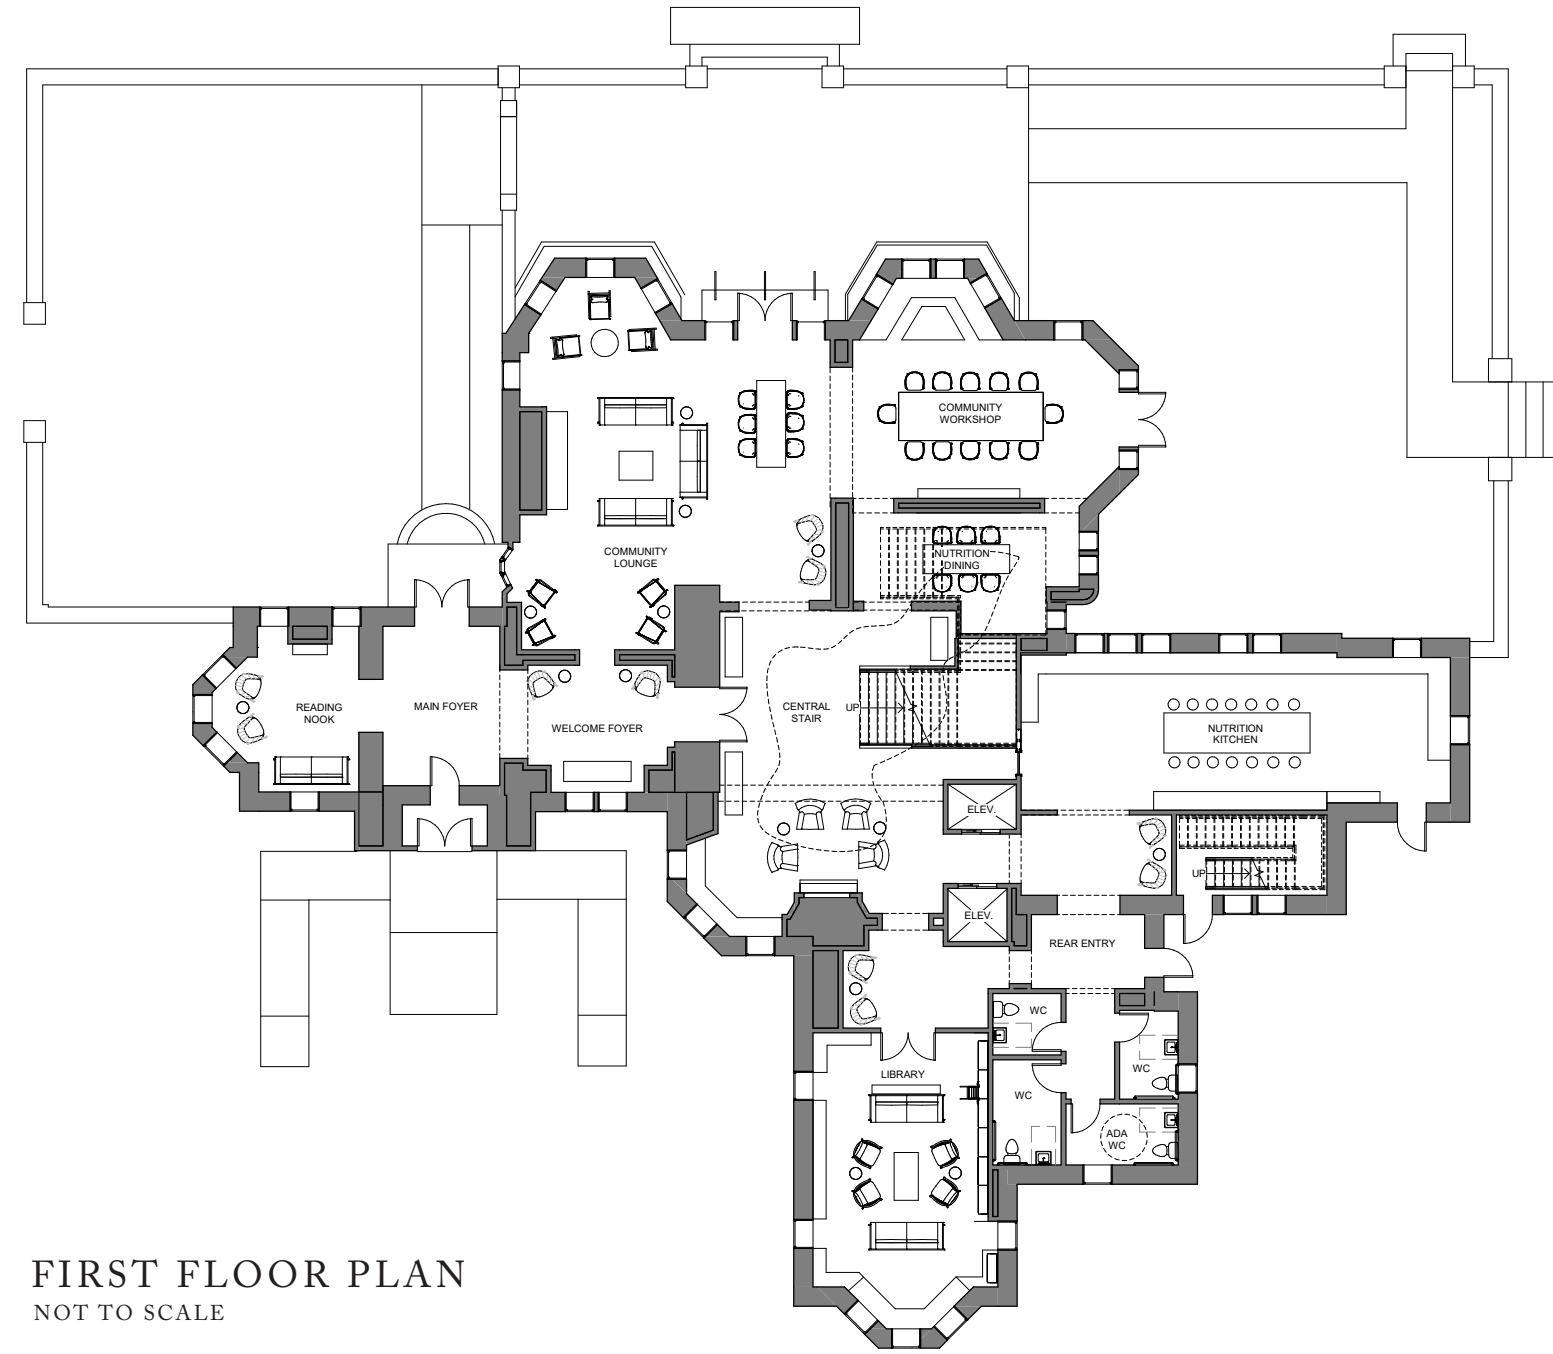 COMMUNITY
WORKSHOP
COMMUNITY
LOUNGE
NUTRITION
DINING
READING
NOOK
MAIN FOYER
WELCOME FOYER
CENTRAL
STAIR
UP
NUTRITION
KITCHEN
ELEV.
UP
ELEV.
REAR ENTRY
WC
LIBRARY
WC
WC
ADA
WC
FIRST FLOOR PLAN
NOT TO SCALE